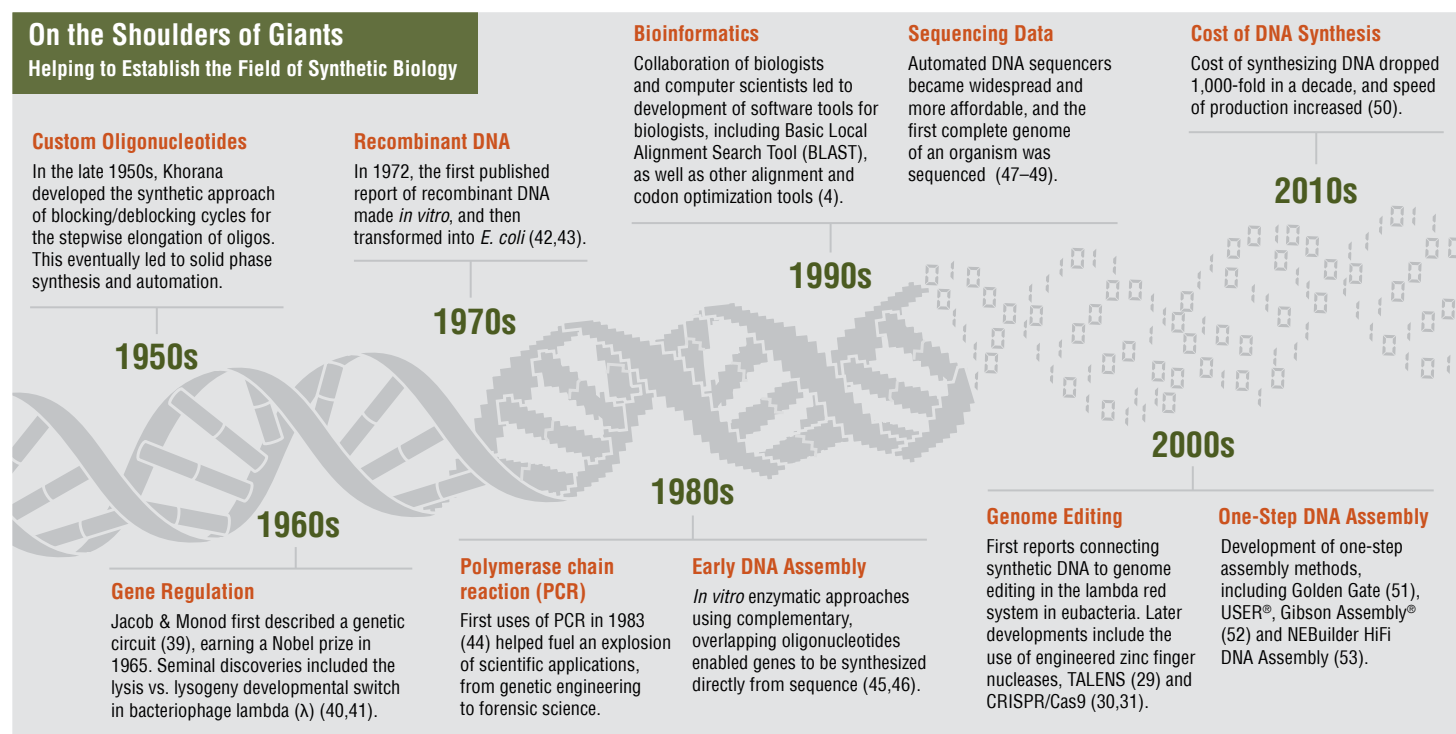 On the Shoulders of Giants
Helping to Establish the Field of Synthetic Biology
Custom Oligonucleotides
In the late 1950s, Khorana
developed the synthetic approach
of blocking/deblocking cycles for
the stepwise elongation of oligos.
This eventually led to solid phase
synthesis and automation.
1950s
1960s
Gene Regulation
Jacob & Monod first described a genetic
circuit (39), earning a Nobel prize in
1965. Seminal discoveries included the
lysis vs. lysogeny developmental switch
in bacteriophage lambda (λ) (40,41).
Recombinant DNA
In 1972, the first published
report of recombinant DNA
made in vitro, and then
transformed into E. coli (42,43).
1970s
1980s
Polymerase chain
reaction (PCR)
First uses of PCR in 1983
(44) helped fuel an explosion
of scientific applications,
from genetic engineering
to forensic science.
Early DNA Assembly
In vitro enzymatic approaches
using complementary,
overlapping oligonucleotides
enabled genes to be synthesized
directly from sequence (45,46).
Bioinformatics
Collaboration of biologists
and computer scientists led to
development of software tools for
biologists, including Basic Local
Alignment Search Tool (BLAST),
as well as other alignment and
codon optimization tools (4).
Sequencing Data
Automated DNA sequencers
became widespread and
more affordable, and the
first complete genome
of an organism was
sequenced (47–49).
1990s
2000s
Genome Editing
First reports connecting
synthetic DNA to genome
editing in the lambda red
system in eubacteria. Later
developments include the
use of engineered zinc finger
nucleases, TALENS (29) and
CRISPR/Cas9 (30,31).
One-Step DNA Assembly
Development of one-step
assembly methods,
including Golden Gate (51),
USER®, Gibson Assembly®
(52) and NEBuilder HiFi
DNA Assembly (53).
Cost of DNA Synthesis
Cost of synthesizing DNA dropped
1,000-fold in a decade, and speed
of production increased (50).
2010s